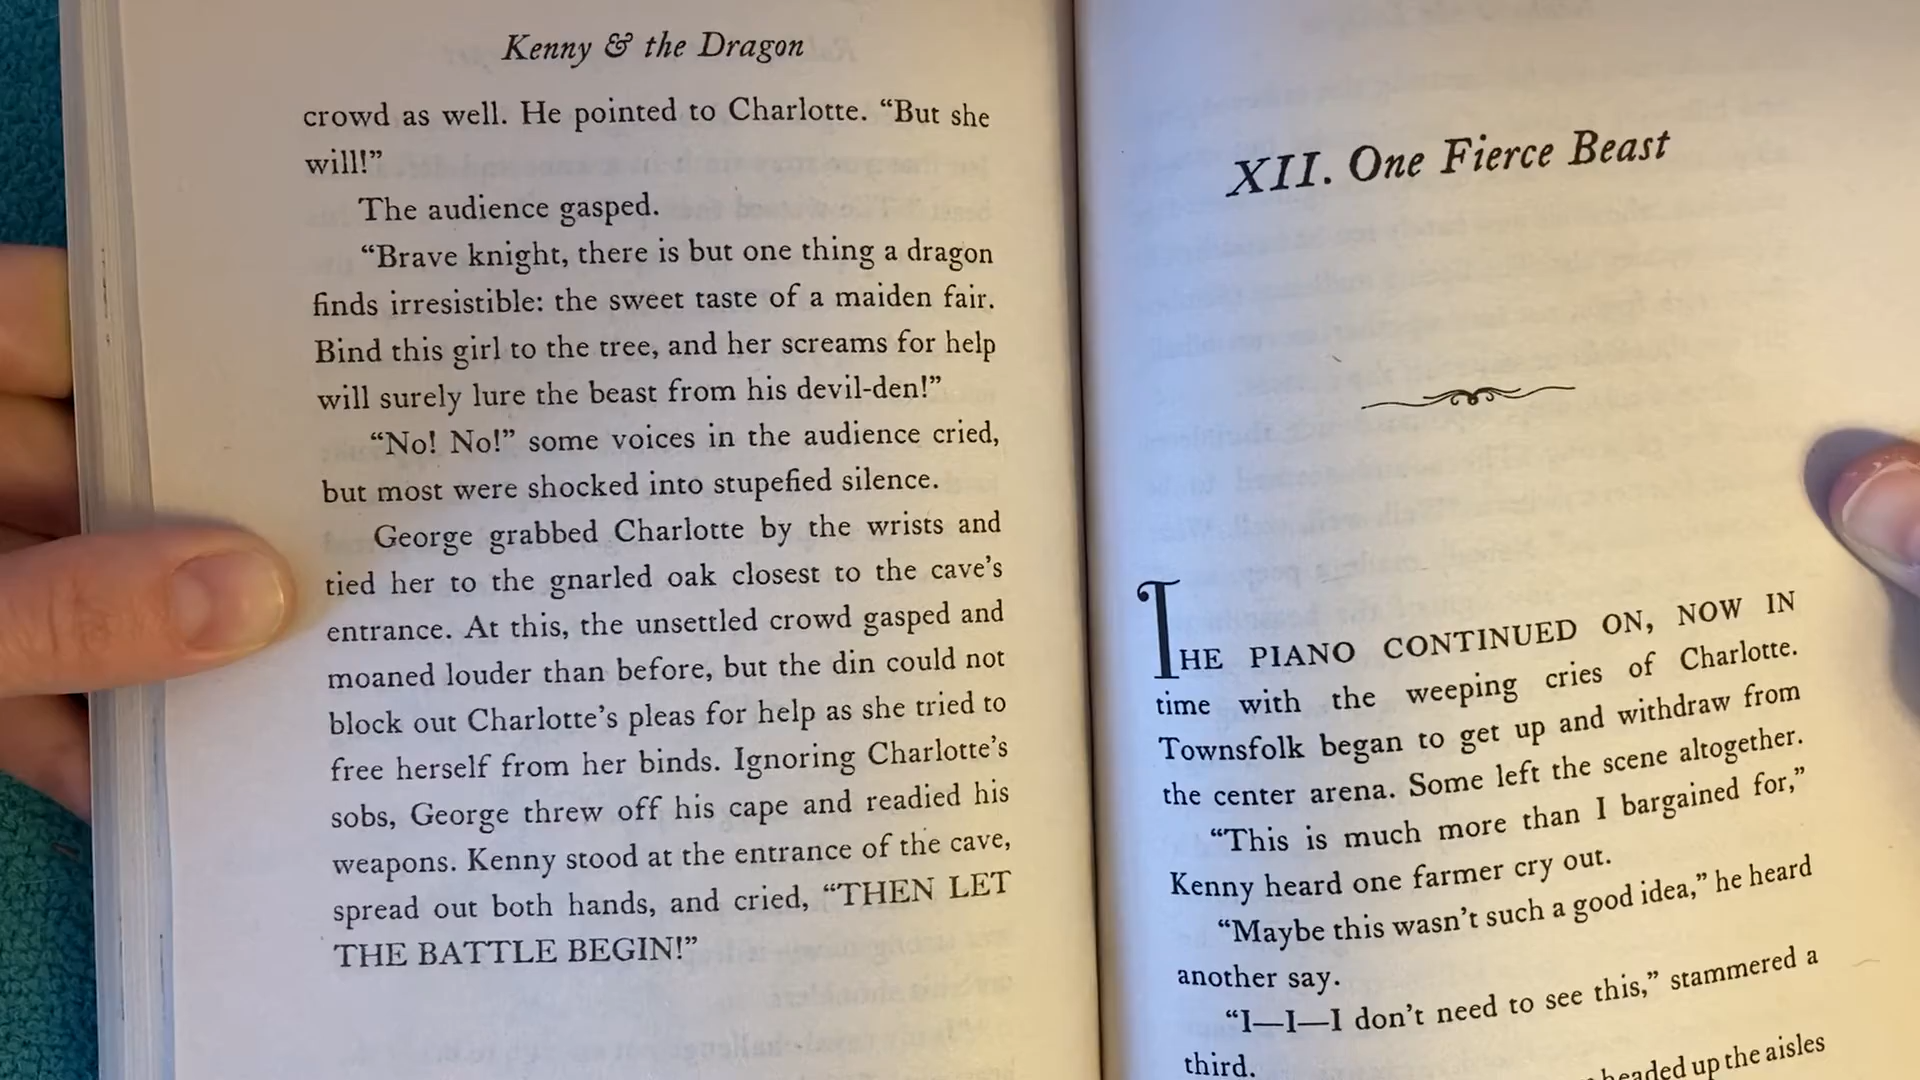 Kenny & the Dragon
crowd as well. He pointed to Charlotte. “But she
will!”
The audience gasped.
“Brave knight, there is but one thing a dragon
finds irresistible: the sweet taste of a maiden fair.
Bind this girl to the tree, and her screams for help
will surely lure the beast from his devil-den!”
“No! No!” some voices in the audience cried,
but most were shocked into stupefied silence.
George grabbed Charlotte by the wrists and
tied her to the gnarled oak closest to the cave’s
entrance. At this, the unsettled crowd gasped and
moaned louder than before, but the din could not
block out Charlotte’s pleas for help as she tried to
free herself from her binds. Ignoring Charlotte’s
sobs, George threw off his cape and readied his
weapons. Kenny stood at the entrance of the cave,
spread out both hands, and cried, “THEN LET
THE BATTLE BEGIN!”
XII. One Fierce Beast
THE PIANO CONTINUED ON, NOW IN
time with the weeping cries of Charlotte.
Townsfolk began to get up and withdraw from
the center arena. Some left the scene altogether.
“This is much more than I bargained for,”
Kenny heard one farmer cry out.
“Maybe this wasn’t such a good idea,” he heard
another say.
“I—I—I don’t need to see this,” stammered a
third.
headed up the aisles